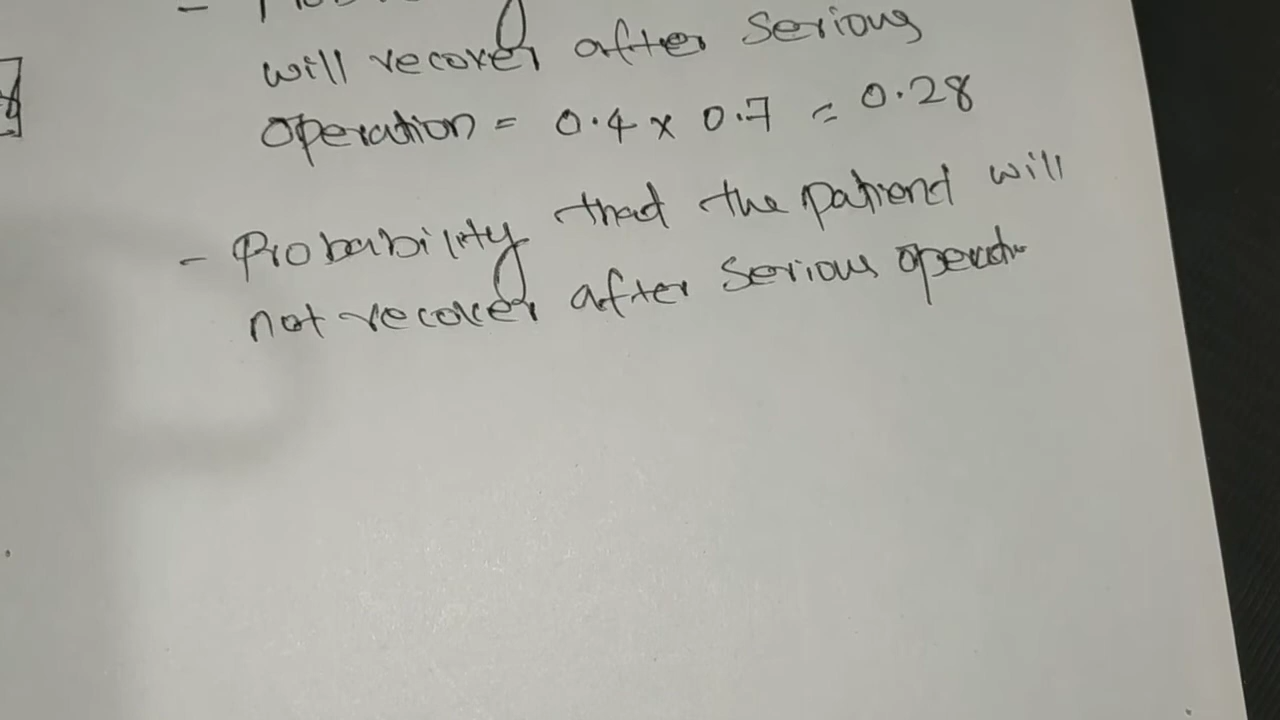 will recover after serious
operation = 0.4 x 0.7 = 0.28
- Probability that the patient will
not recover after serious